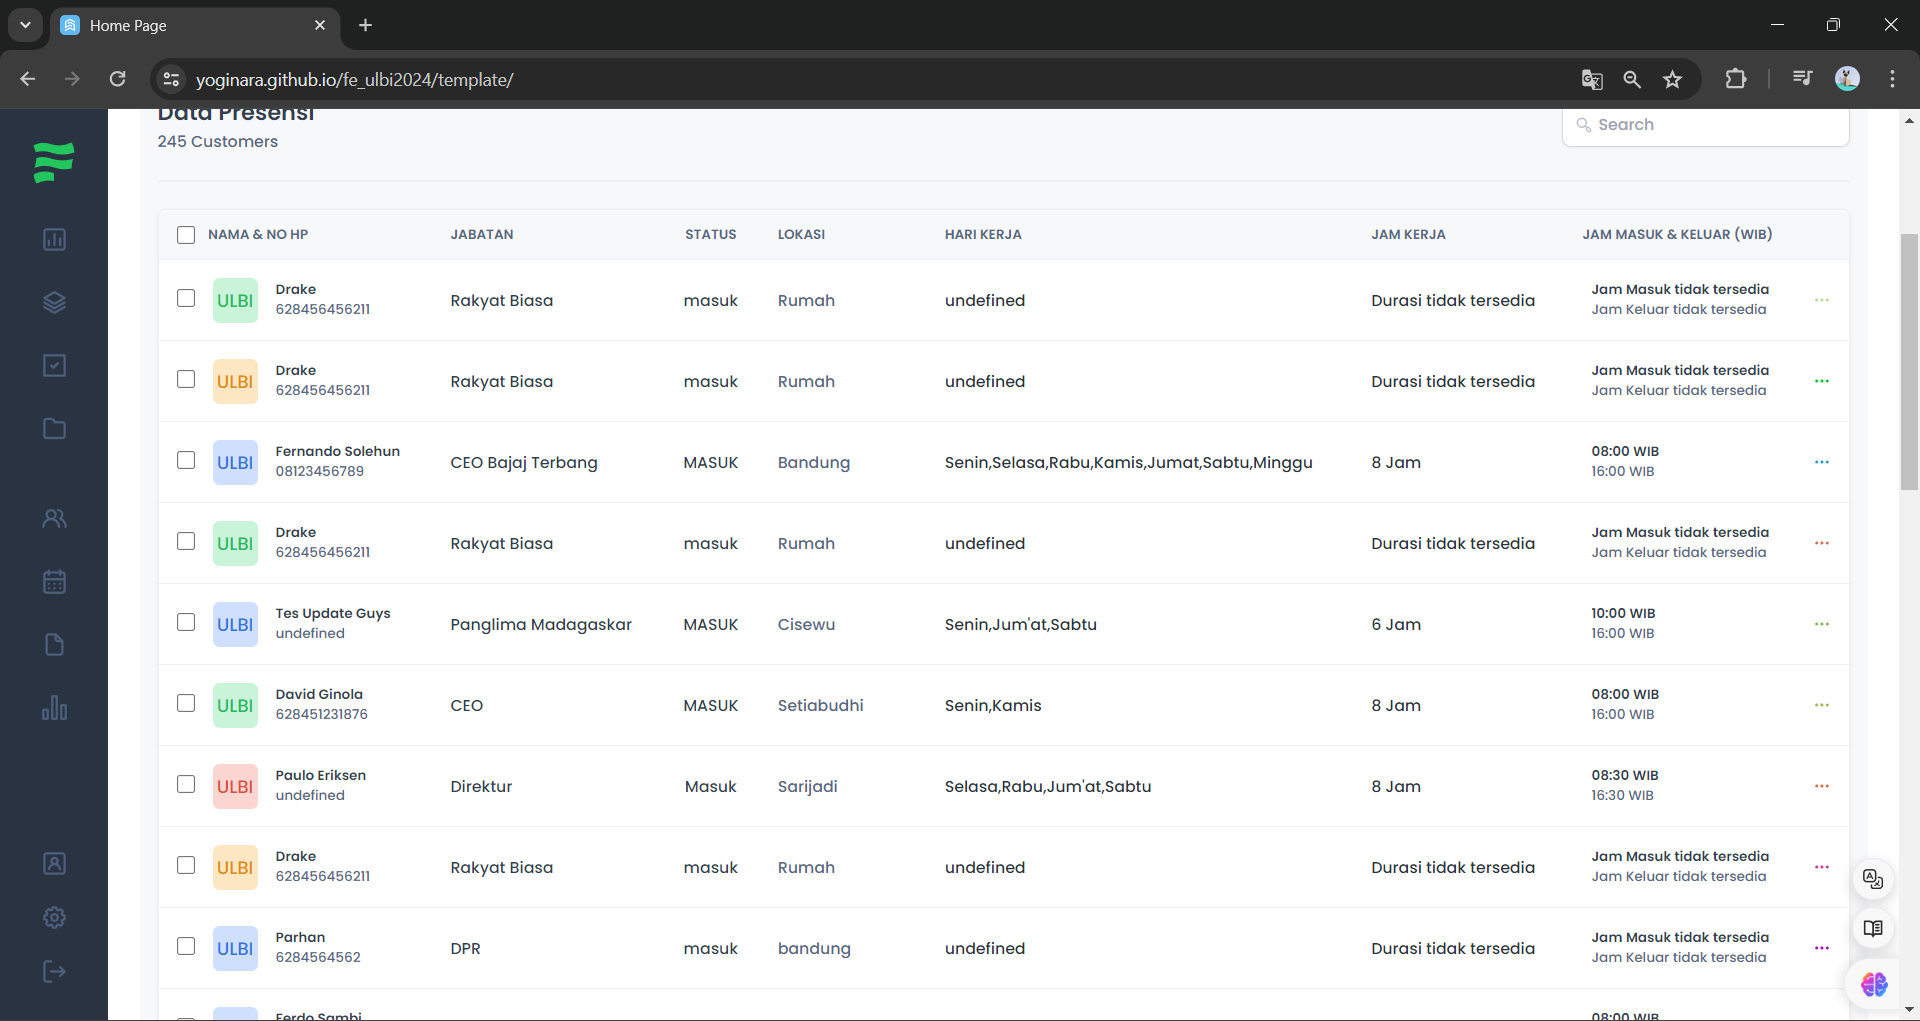 Home Page
yoginara.github.io/fe_ulbi2024/template/
Data Presensi
245 Customers
Search
NAMA & NO HP JABATAN STATUS LOKASI HARI KERJA JAM KERJA JAM MASUK & KELUAR (WIB)
ULBI Drake Rakyat Biasa masuk Rumah undefined Durasi tidak tersedia Jam Masuk tidak tersedia
628456456211 Jam Keluar tidak tersedia
ULBI Drake Rakyat Biasa masuk Rumah undefined Durasi tidak tersedia Jam Masuk tidak tersedia
628456456211 Jam Keluar tidak tersedia
ULBI Fernando Solehun CEO Bajaj Terbang MASUK Bandung Senin,Selasa,Rabu,Kamis,Jumat,Sabtu,Minggu 8 Jam 08:00 WIB
08123456789 16:00 WIB
ULBI Drake Rakyat Biasa masuk Rumah undefined Durasi tidak tersedia Jam Masuk tidak tersedia
628456456211 Jam Keluar tidak tersedia
ULBI Tes Update Guys Panglima Madagaskar MASUK Cisewu Senin,Jum'at,Sabtu 6 Jam 10:00 WIB
undefined 16:00 WIB
ULBI David Ginola CEO MASUK Setiabudhi Senin,Kamis 8 Jam 08:00 WIB
628451231876 16:00 WIB
ULBI Paulo Eriksen Direktur Masuk Sarijadi Selasa,Rabu,Jum'at,Sabtu 8 Jam 08:30 WIB
undefined 16:30 WIB
ULBI Drake Rakyat Biasa masuk Rumah undefined Durasi tidak tersedia Jam Masuk tidak tersedia
628456456211 Jam Keluar tidak tersedia
ULBI Parhan DPR masuk bandung undefined Durasi tidak tersedia Jam Masuk tidak tersedia
6284564562 Jam Keluar tidak tersedia
Ferdo Sambi 08:00 WIB